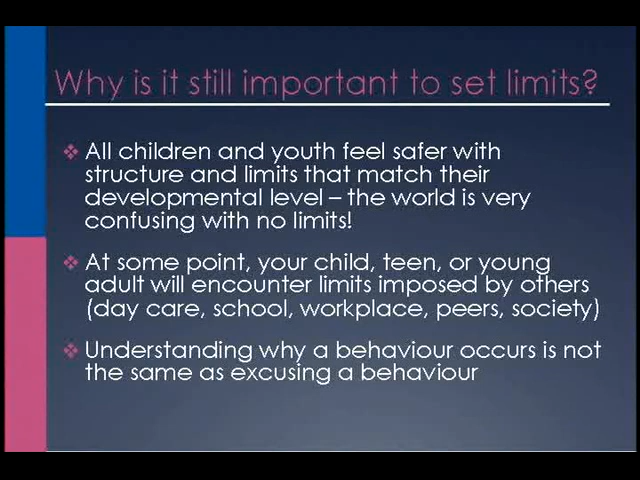 Why is it still important to set limits?
All children and youth feel safer with
structure and limits that match their
developmental level – the world is very
confusing with no limits!
At some point, your child, teen, or young
adult will encounter limits imposed by others
(day care, school, workplace, peers, society)
Understanding why a behaviour occurs is not
the same as excusing a behaviour